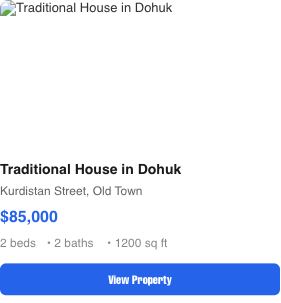 Traditional House in Dohuk
Traditional House in Dohuk
Kurdistan Street, Old Town
$85,000
2 beds • 2 baths • 1200 sq ft
View Property